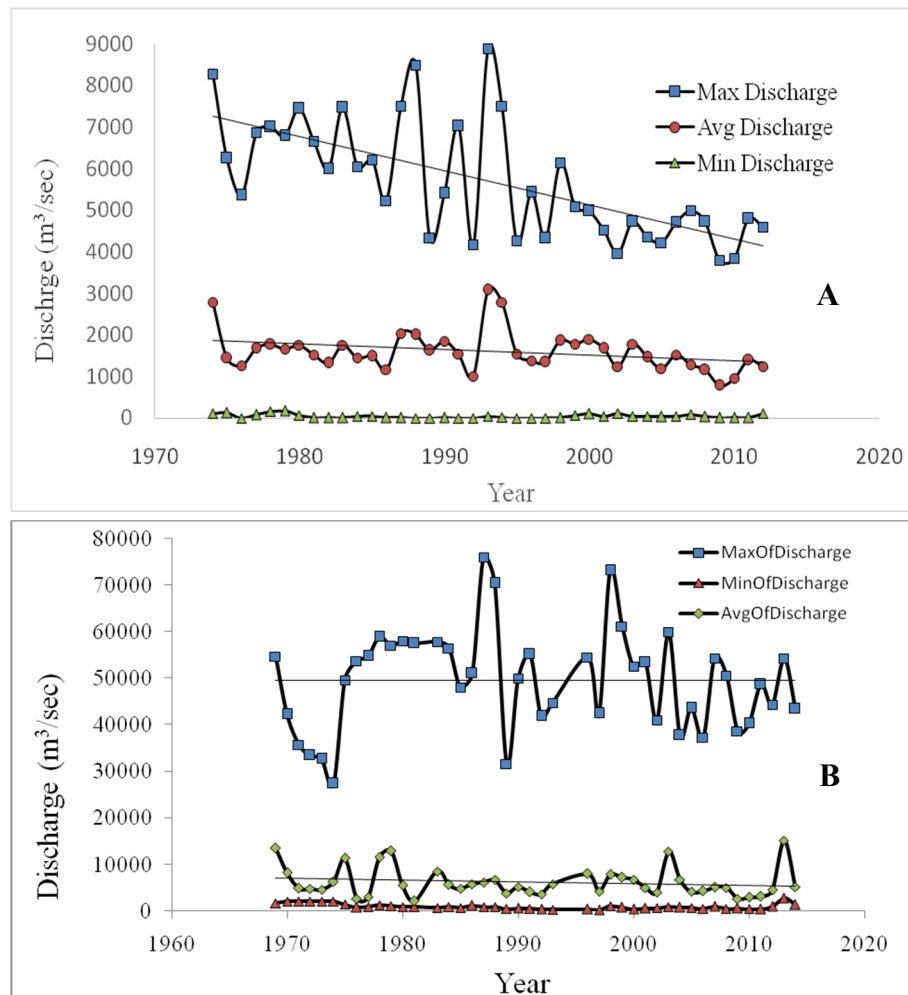 9000
8000
7000
6000
5000
4000
3000
2000
1000
0
Dischrge (m³/sec)
Max Discharge
Avg Discharge
Min Discharge
A
1970
1980
1990
2000
2010
2020
Year
80000
70000
60000
50000
40000
30000
20000
10000
0
Discharge (m³/sec)
MaxOfDischarge
MinOfDischarge
AvgOfDischarge
B
1960
1970
1980
1990
2000
2010
2020
Year